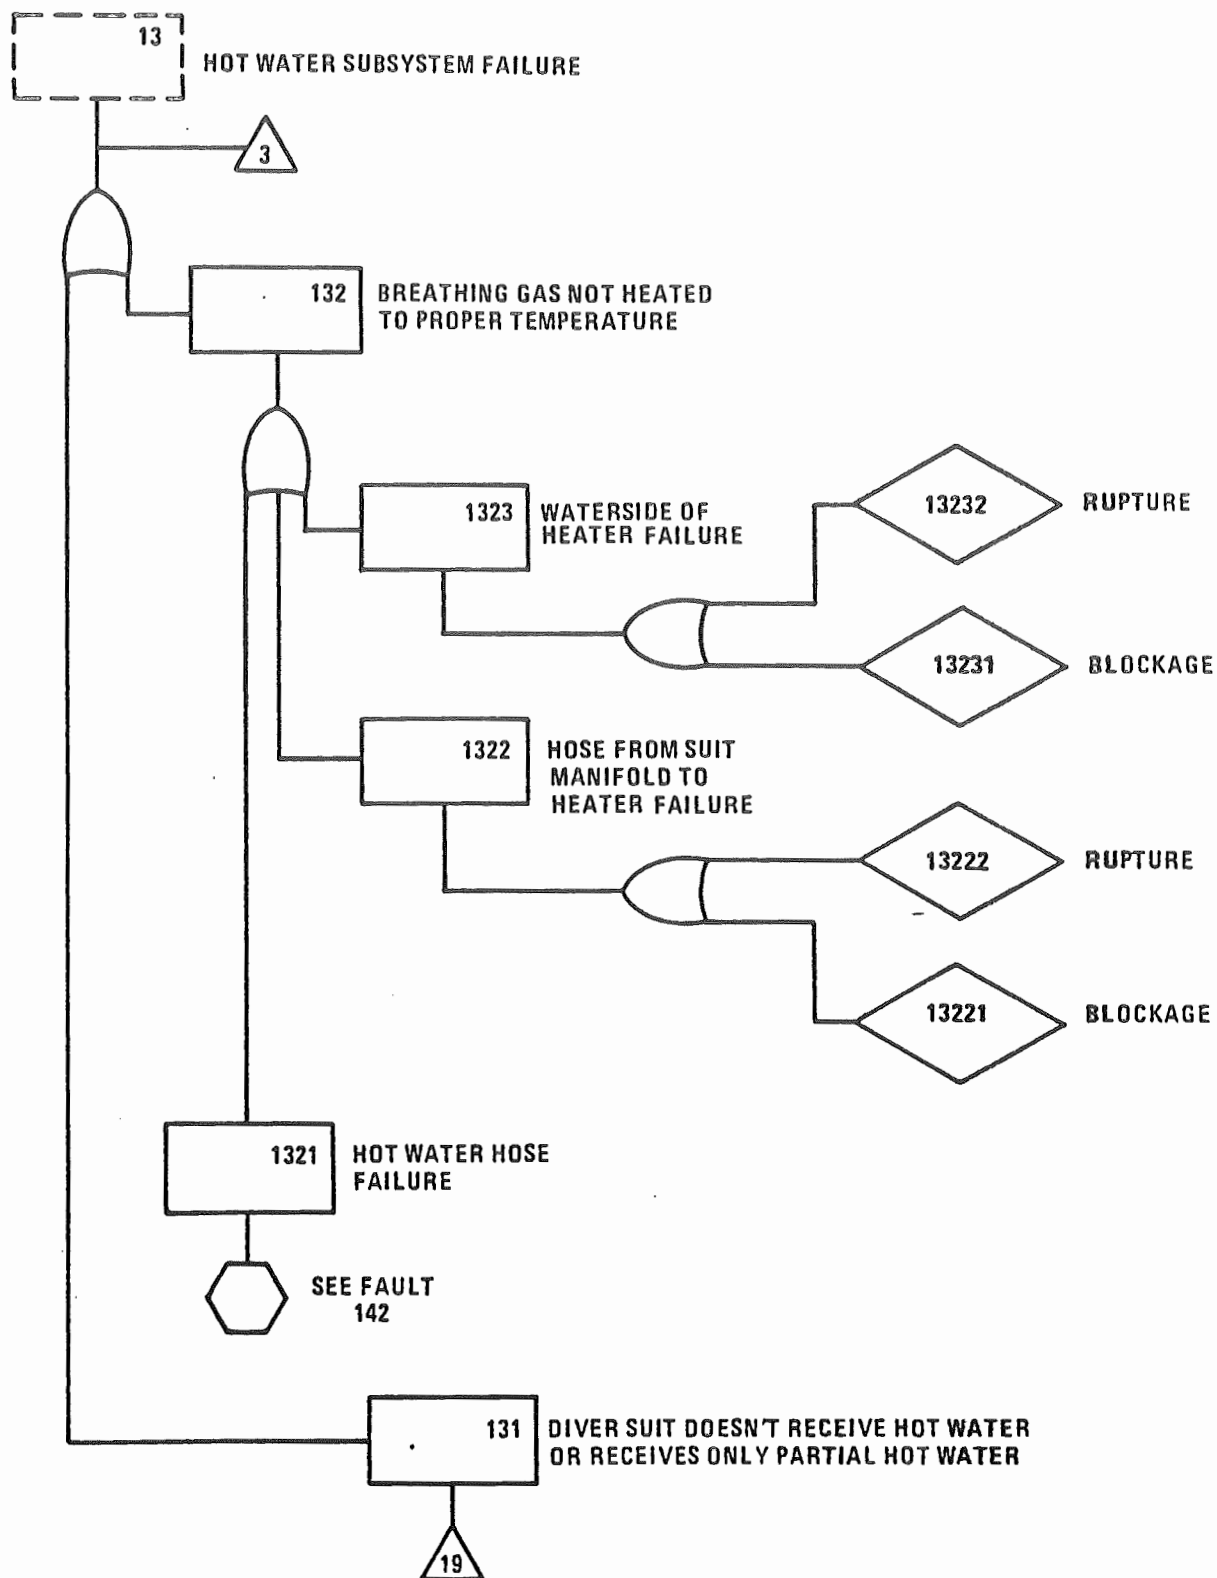 13
HOT WATER SUBSYSTEM FAILURE
3
132
BREATHING GAS NOT HEATED
TO PROPER TEMPERATURE
1323
WATERSIDE OF
HEATER FAILURE
13232
RUPTURE
13231
BLOCKAGE
1322
HOSE FROM SUIT
MANIFOLD TO
HEATER FAILURE
13222
RUPTURE
13221
BLOCKAGE
1321
HOT WATER HOSE
FAILURE
SEE FAULT
142
131
DIVER SUIT DOESN'T RECEIVE HOT WATER
OR RECEIVES ONLY PARTIAL HOT WATER
19